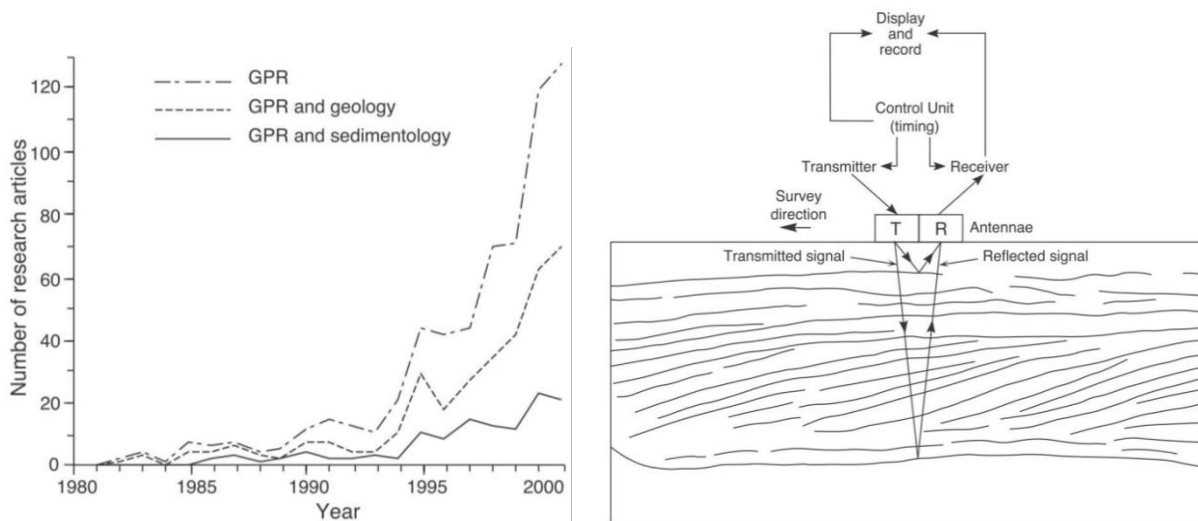 Number of research articles
120
100
80
60
40
20
0
GPR
GPR and geology
GPR and sedimentology
1980
1985
1990
1995
2000
Year
Display
and
record
Control Unit
(timing)
Transmitter
Receiver
Survey
direction
T
R
Antennae
Transmitted signal
Reflected signal